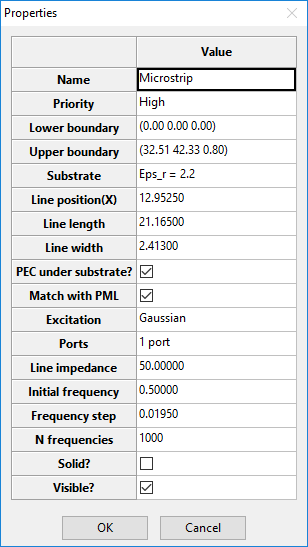 Properties
Value
Name Microstrip
Priority High
Lower boundary (0.00 0.00 0.00)
Upper boundary (32.51 42.33 0.80)
Substrate Eps_r = 2.2
Line position(X) 12.95250
Line length 21.16500
Line width 2.41300
PEC under substrate?
Match with PML
Excitation Gaussian
Ports 1 port
Line impedance 50.00000
Initial frequency 0.50000
Frequency step 0.01950
N frequencies 1000
Solid?
Visible?
OK Cancel